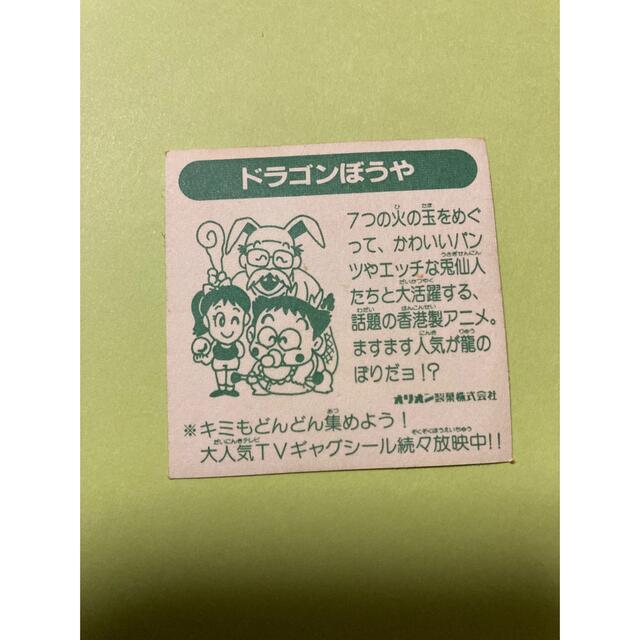 ドラゴンぼうや
7つの火の玉をめぐ
って、かわいいパン
ツやエッチな兎仙人
たちと大活躍する、
話題の香港製アニメ。
ますます人気が龍の
ぼりだョ!?
オリオン製菓株式会社
※キミもどんどん集めよう!
大人気TVギャグシール続々放映中!!